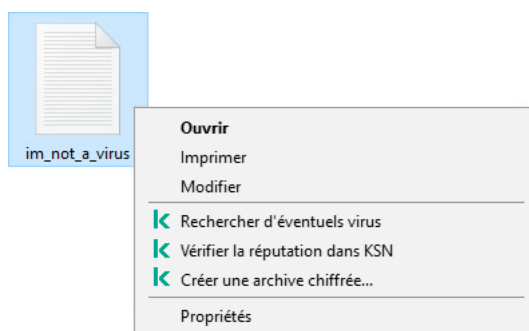 im_not_a_virus
Ouvrir
Imprimer
Modifier
Rechercher d'éventuels virus
Vérifier la réputation dans KSN
Créer une archive chiffrée...
Propriétés